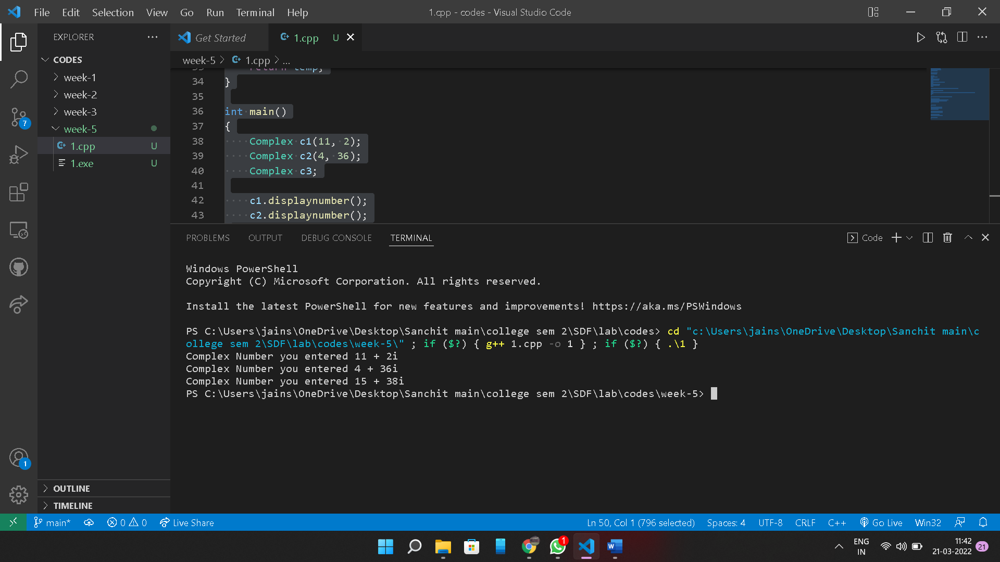 File Edit Selection View Go Run Terminal Help
1.cpp - codes - Visual Studio Code
EXPLORER
CODES
week-1
week-2
week-3
week-5
1.cpp U
1.exe U
OUTLINE
TIMELINE
7
1
Get Started
1.cpp U
week-5 > 1.cpp > ...
33 return temp;
34 }
35
36 int main()
37 {
38 Complex c1(11, 2);
39 Complex c2(4, 36);
40 Complex c3;
41
42 c1.displaynumber();
43 c2.displaynumber();
PROBLEMS OUTPUT DEBUG CONSOLE TERMINAL
Code
Windows PowerShell
Copyright (C) Microsoft Corporation. All rights reserved.
Install the latest PowerShell for new features and improvements! https://aka.ms/PSWindows
PS C:\Users\jains\OneDrive\Desktop\Sanchit main\college sem 2\SDF\lab\codes> cd "c:\Users\jains\OneDrive\Desktop\Sanchit main\c
ollege sem 2\SDF\lab\codes\week-5\" ; if ($?) { g++ 1.cpp -o 1 } ; if ($?) { .\1 }
Complex Number you entered 11 + 2i
Complex Number you entered 4 + 36i
Complex Number you entered 15 + 38i
PS C:\Users\jains\OneDrive\Desktop\Sanchit main\college sem 2\SDF\lab\codes\week-5>
main* 0 0 Live Share
Ln 50, Col 1 (796 selected) Spaces: 4 UTF-8 CRLF C++ Go Live Win32
1
W
ENG
IN
11:42
21-03-2022
21